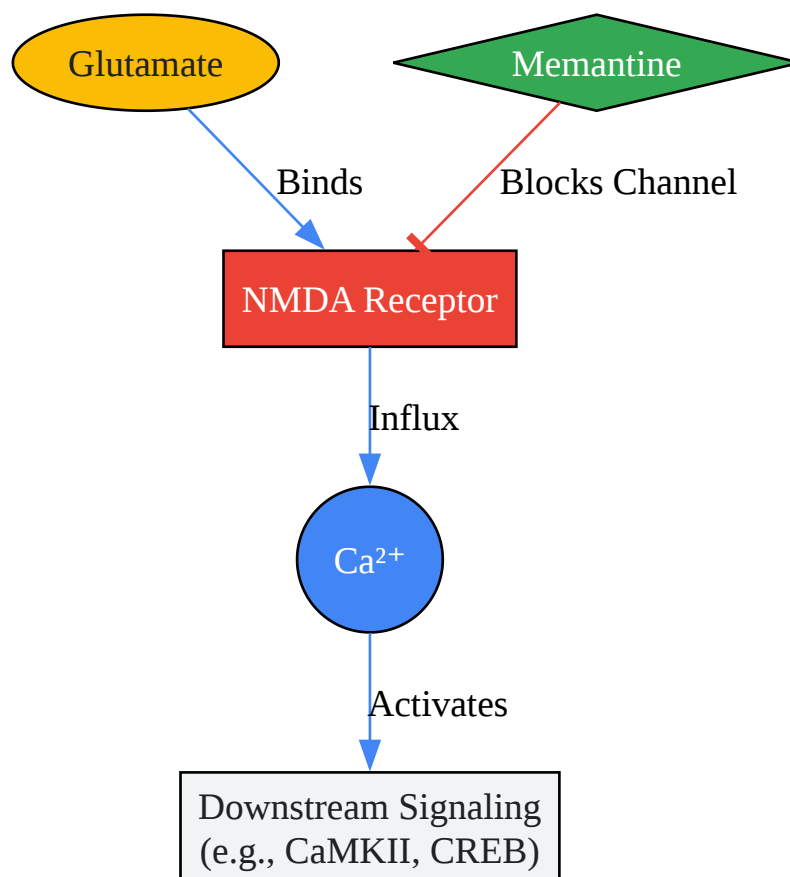 Glutamate
Memantine
Binds
Blocks Channel
NMDA Receptor
Influx
Ca²⁺
Activates
Downstream Signaling
(e.g., CaMKII, CREB)